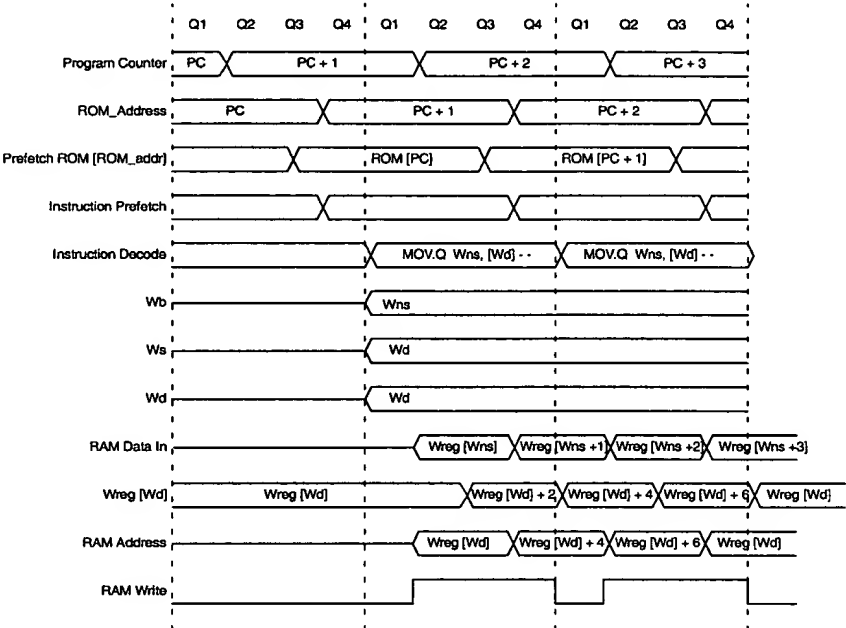 Q1 Q2 Q3 Q4 Q1 Q2 Q3 Q4 Q1 Q2 Q3 Q4
Program Counter PC PC + 1 PC + 2 PC + 3
ROM_Address PC PC + 1 PC + 2
Prefetch ROM [ROM_addr] ROM [PC] ROM [PC + 1]
Instruction Prefetch
Instruction Decode MOV.Q Wns, [Wd] - - MOV.Q Wns, [Wd] - -
Wb Wns
Ws Wd
Wd Wd
RAM Data In Wreg [Wns] Wreg [Wns +1] Wreg [Wns +2] Wreg [Wns +3]
Wreg [Wd] Wreg [Wd] Wreg [Wd] + 2 Wreg [Wd] + 4 Wreg [Wd] + 6 Wreg [Wd]
RAM Address Wreg [Wd] Wreg [Wd] + 4 Wreg [Wd] + 6 Wreg [Wd]
RAM Write